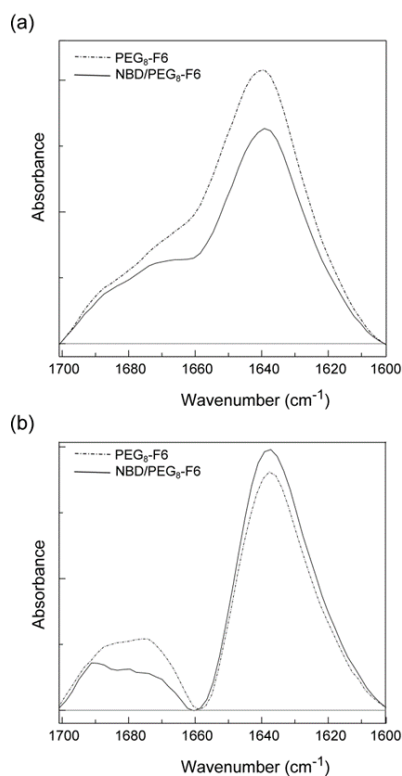 (a)
PEG₈-F6
NBD/PEG₈-F6
Absorbance
1700 1680 1660 1640 1620 1600
Wavenumber (cm⁻¹)
(b)
PEG₈-F6
NBD/PEG₈-F6
Absorbance
1700 1680 1660 1640 1620 1600
Wavenumber (cm⁻¹)